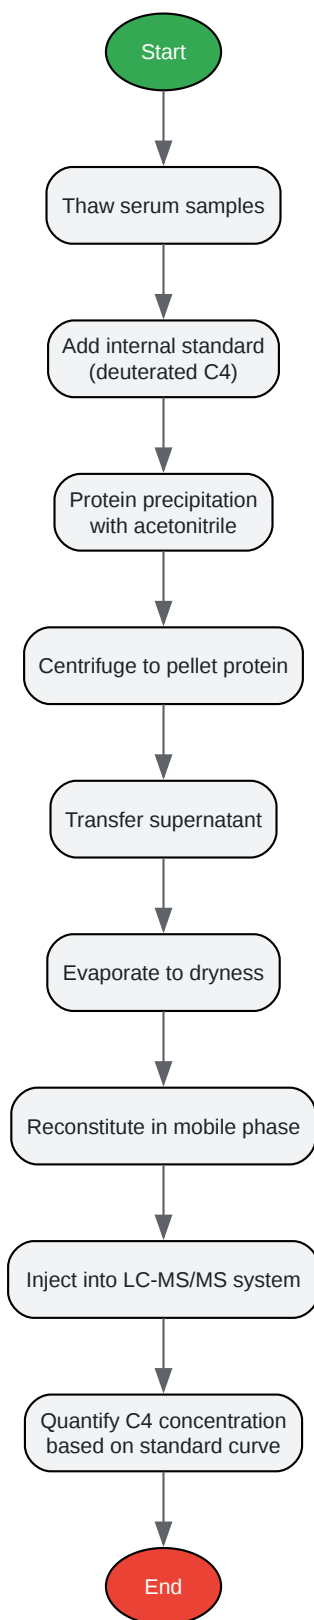 Start
Thaw serum samples
Add internal standard
(deuterated C4)
Protein precipitation
with acetonitrile
Centrifuge to pellet protein
Transfer supernatant
Evaporate to dryness
Reconstitute in mobile phase
Inject into LC-MS/MS system
Quantify C4 concentration
based on standard curve
End